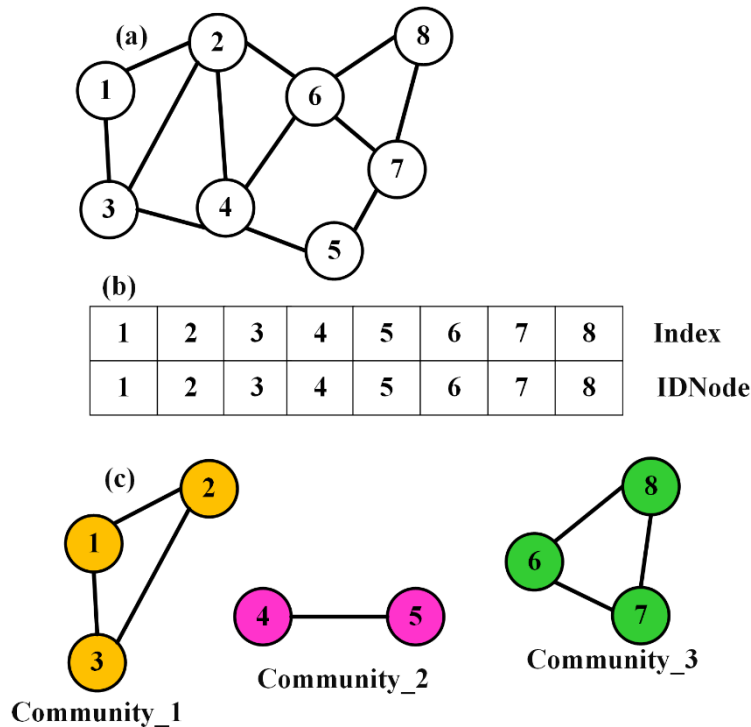 (a)
2
8
1
6
7
3
4
5
(b)
1 2 3 4 5 6 7 8 Index
1 2 3 4 5 6 7 8 IDNode
(c)
2
8
1
6
4 5
7
3
Community_1
Community_2
Community_3